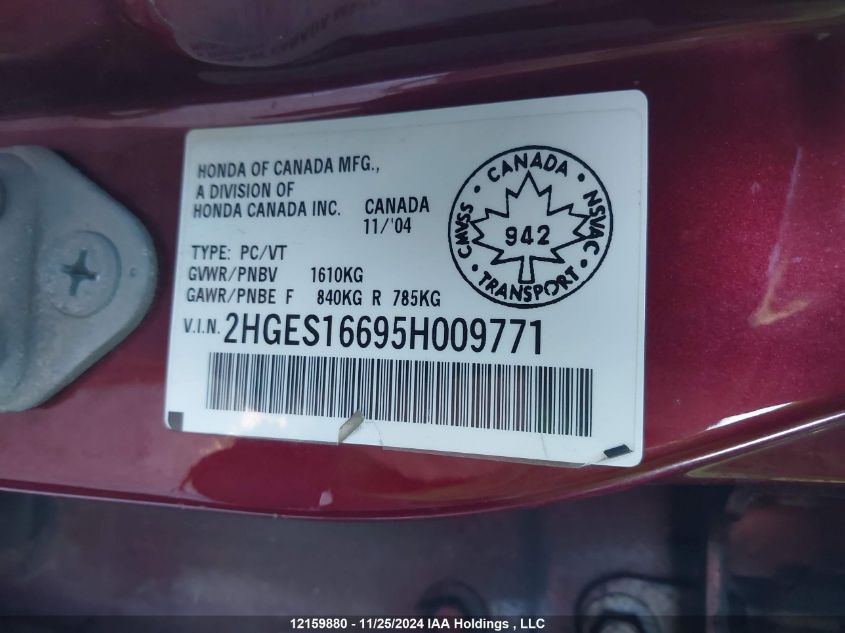 HONDA OF CANADA MFG.,
A DIVISION OF
HONDA CANADA INC. CANADA
11/'04
TYPE: PC/VT
GVWR/PNBV 1610KG
GAWR/PNBE F 840KG R 785KG
V.I.N. 2HGES16695H009771
· CANADA ·
CMVSS
NSVAC
942
· TRANSPORT ·
12159880 - 11/25/2024 IAA Holdings , LLC